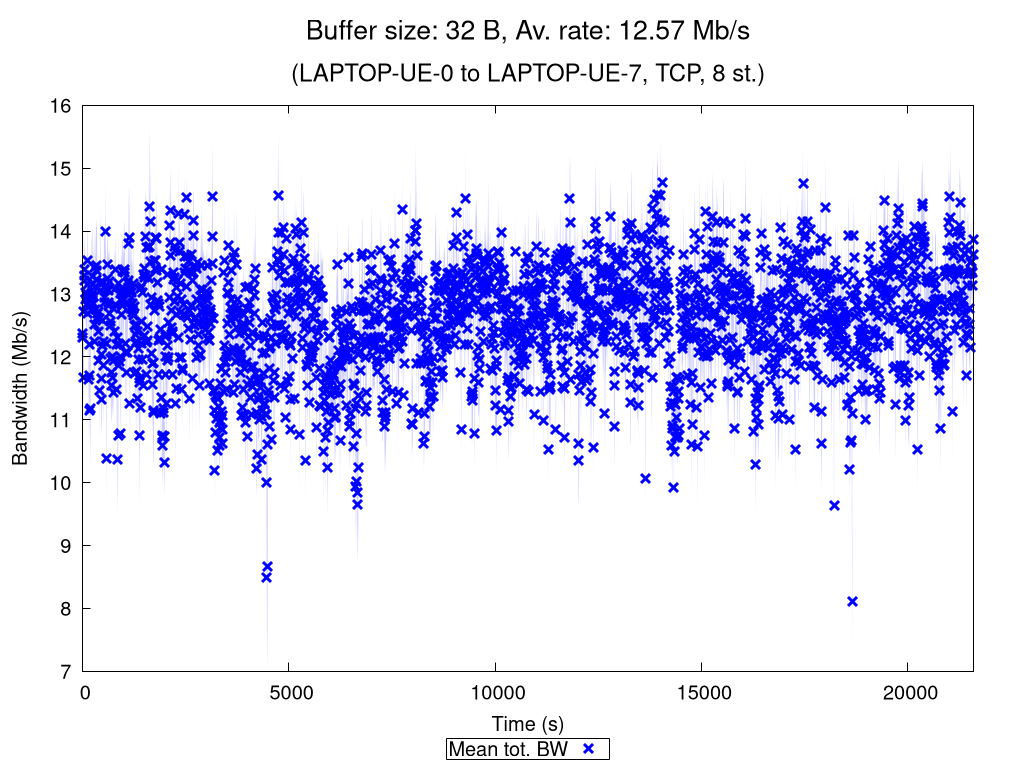 Buffer size: 32 B, Av. rate: 12.57 Mb/s
(LAPTOP-UE-0 to LAPTOP-UE-7, TCP, 8 st.)
16
15
14
13
12
11
10
9
8
7
Bandwidth (Mb/s)
0 5000 10000 15000 20000
Time (s)
Mean tot. BW